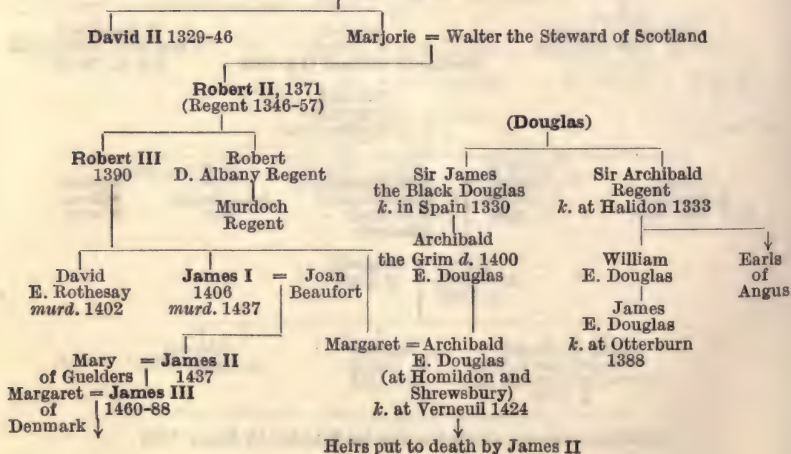 David II 1329-46 Marjorie = Walter the Steward of Scotland
Robert II, 1371
(Regent 1346-57)
(Douglas)
Robert III Robert Sir James Sir Archibald
1390 D. Albany Regent the Black Douglas Regent
k. in Spain 1330 k. at Halidon 1333
Murdoch
Regent
Archibald
David James I = Joan the Grim d. 1400 William Earls
E. Rothesay 1406 Beaufort E. Douglas E. Douglas of
murd. 1402 murd. 1437 Angus
James
E. Douglas
Mary = James II Margaret = Archibald k. at Otterburn
of Guelders 1437 E. Douglas 1388
Margaret = James III (at Homildon and
of 1460-88 Shrewsbury)
Denmark k. at Verneuil 1424
Heirs put to death by James II